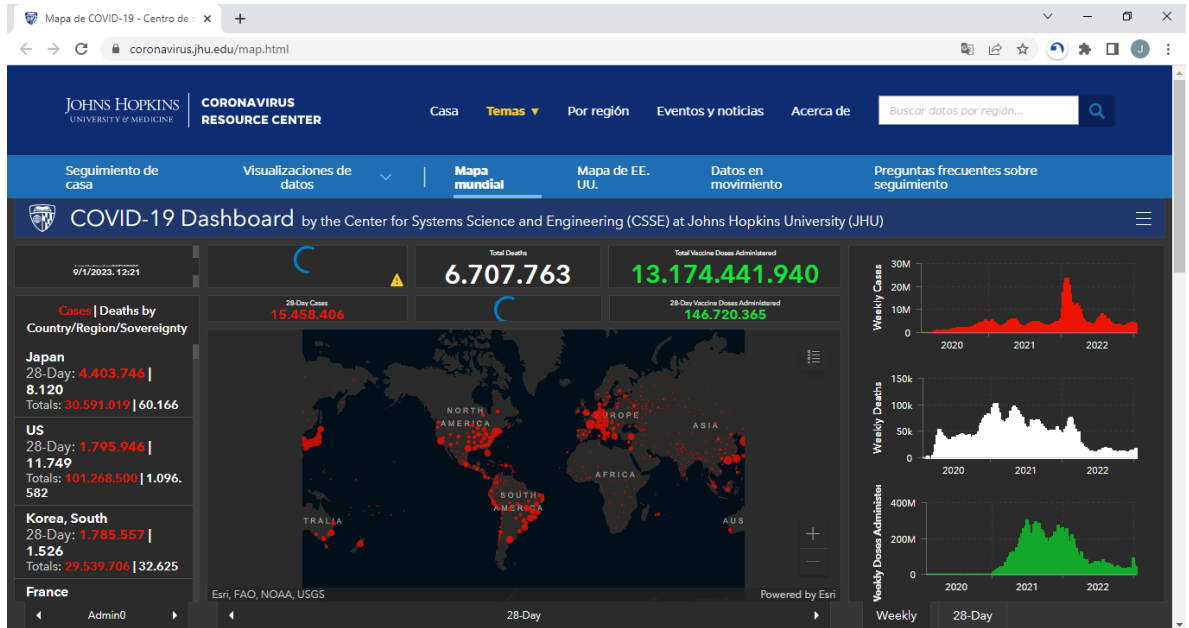 Mapa de COVID-19 - Centro de r
coronavirus.jhu.edu/map.html
J
JOHNS HOPKINS
UNIVERSITY & MEDICINE
CORONAVIRUS
RESOURCE CENTER
Casa
Temas ▼
Por región
Eventos y noticias
Acerca de
Buscar datos por región...
Seguimiento de
casa
Visualizaciones de
datos
Mapa
mundial
Mapa de EE.
UU.
Datos en
movimiento
Preguntas frecuentes sobre
seguimiento
COVID-19 Dashboard by the Center for Systems Science and Engineering (CSSE) at Johns Hopkins University (JHU)
9/1/2023. 12:21
Cases | Deaths by
Country/Region/Sovereignty
Japan
28-Day: 4.403.746 |
8.120
Totals: 30.591.019 | 60.166
US
28-Day: 1.795.946 |
11.749
Totals: 101.268.500 | 1.096.
582
Korea, South
28-Day: 1.785.557 |
1.526
Totals: 29.539.706 | 32.625
France
Admin0
Total Deaths
6.707.763
Total Vaccine Doses Administered
13.174.441.940
28-Day Cases
15.458.406
28-Day Vaccine Doses Administered
146.720.365
NORTH
AMERICA
EUROPE
ASIA
AFRICA
SOUTH
AMERICA
TRALIA
AUS
Esri, FAO, NOAA, USGS
Powered by Esri
28-Day
Weekly Cases
30M
20M
10M
0
2020
2021
2022
Weekly Deaths
150k
100k
50k
0
2020
2021
2022
Weekly Doses Administer
400M
200M
0
2020
2021
2022
Weekly
28-Day